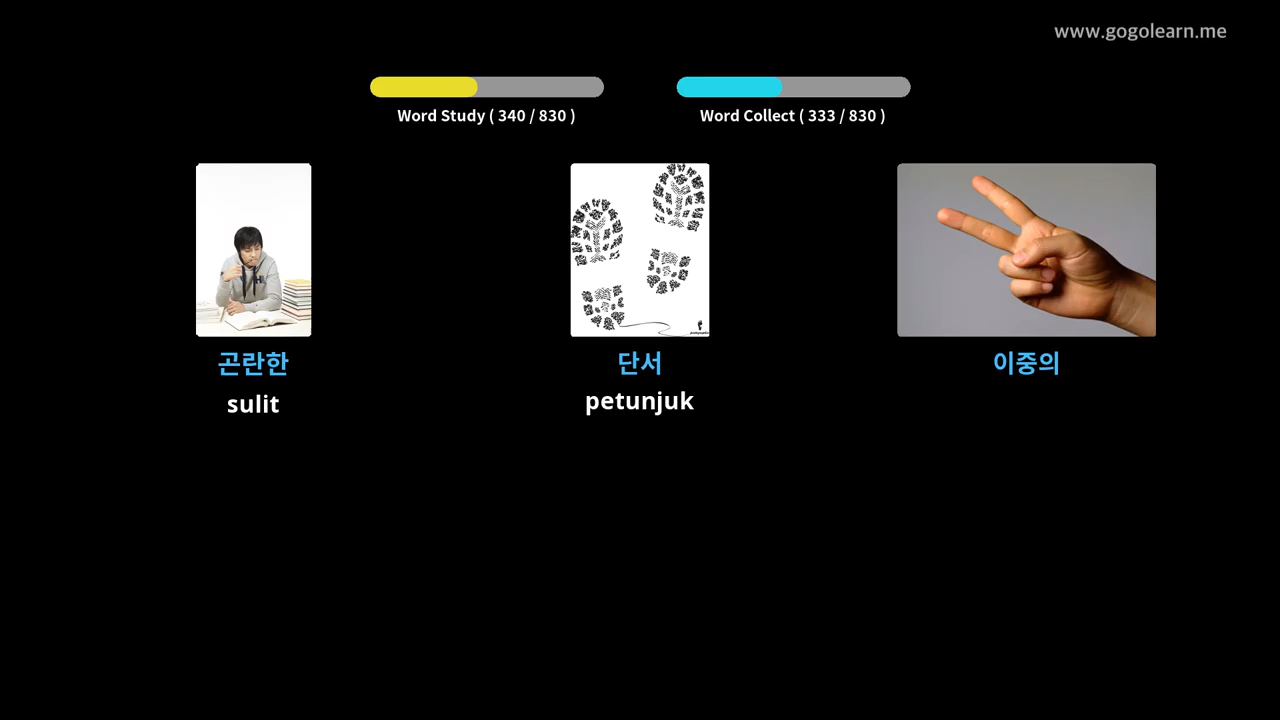 www.gogolearn.me
Word Study ( 340 / 830 )
Word Collect ( 333 / 830 )
곤란한
단서
이중의
sulit
petunjuk